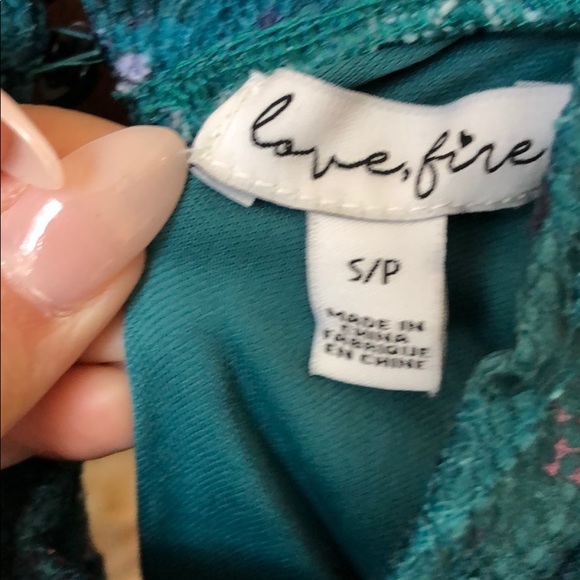 love, fire
S/P
MADE IN
CHINA
FABRIQUE
EN CHINE